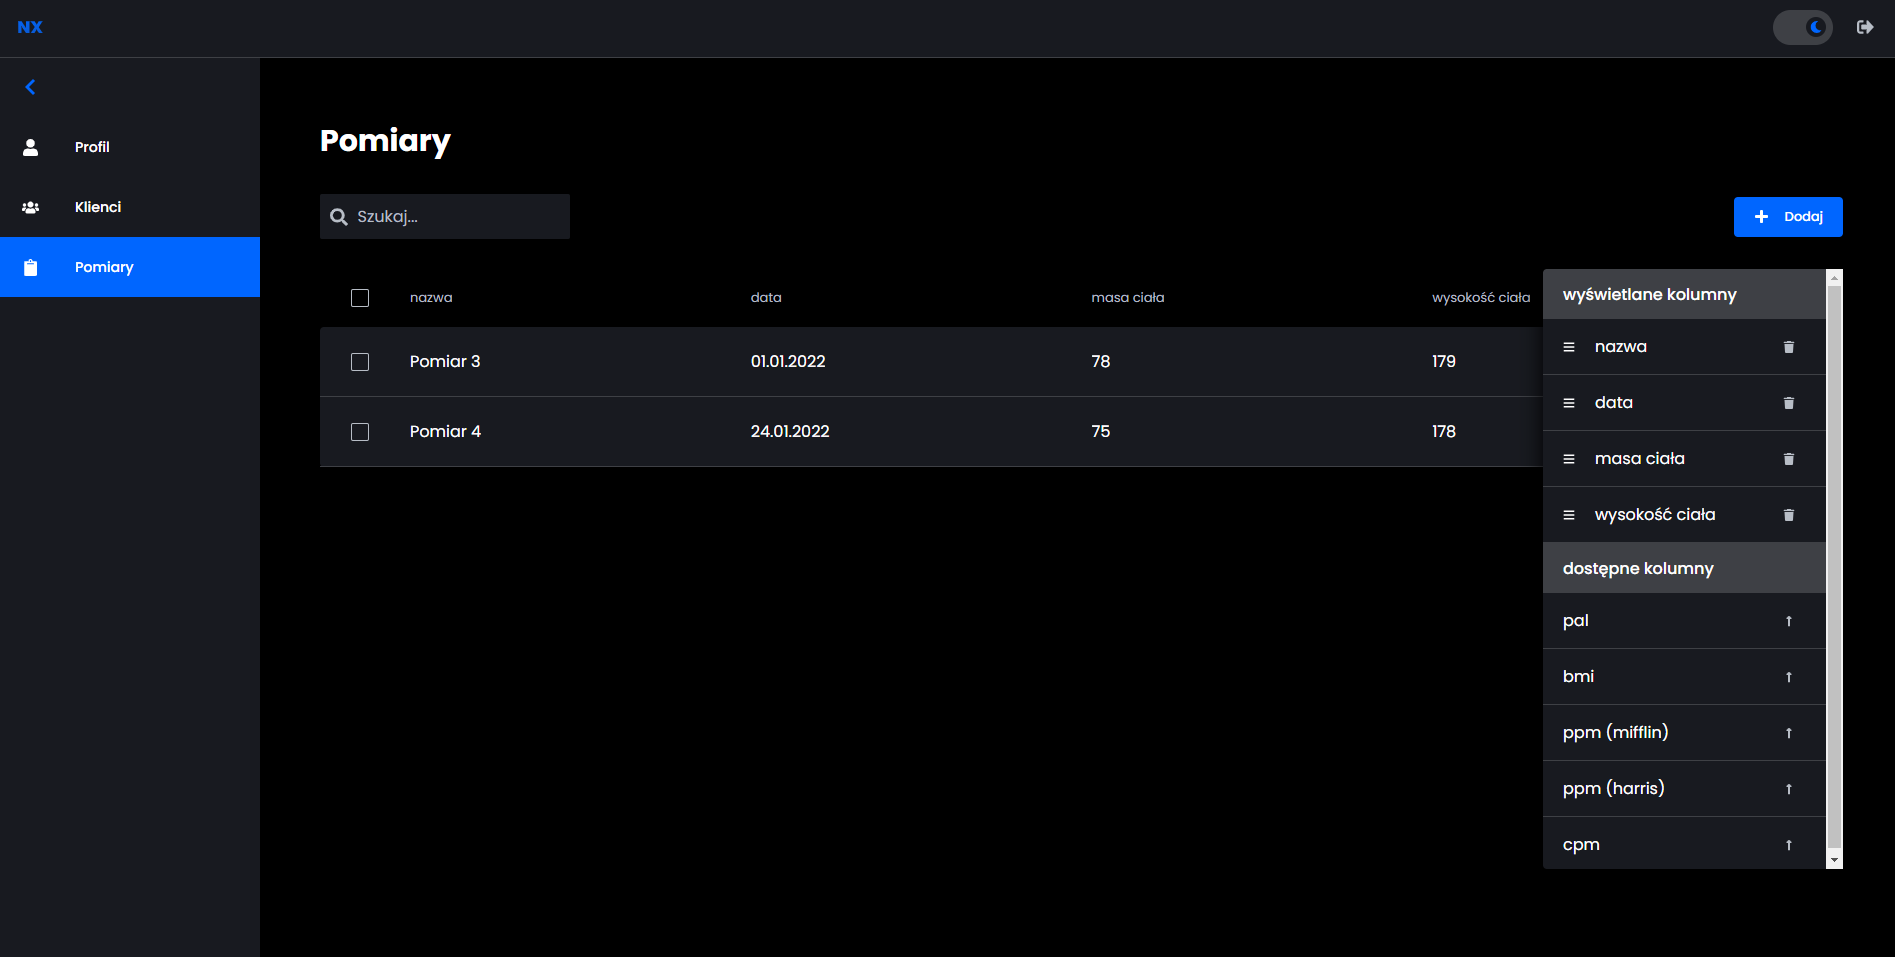 NX
Profil
Klienci
Pomiary
Pomiary
Szukaj...
Dodaj
nazwa data masa ciała wysokość ciała
Pomiar 3 01.01.2022 78 179
Pomiar 4 24.01.2022 75 178
wyświetlane kolumny
nazwa
data
masa ciała
wysokość ciała
dostępne kolumny
pal
bmi
ppm (mifflin)
ppm (harris)
cpm